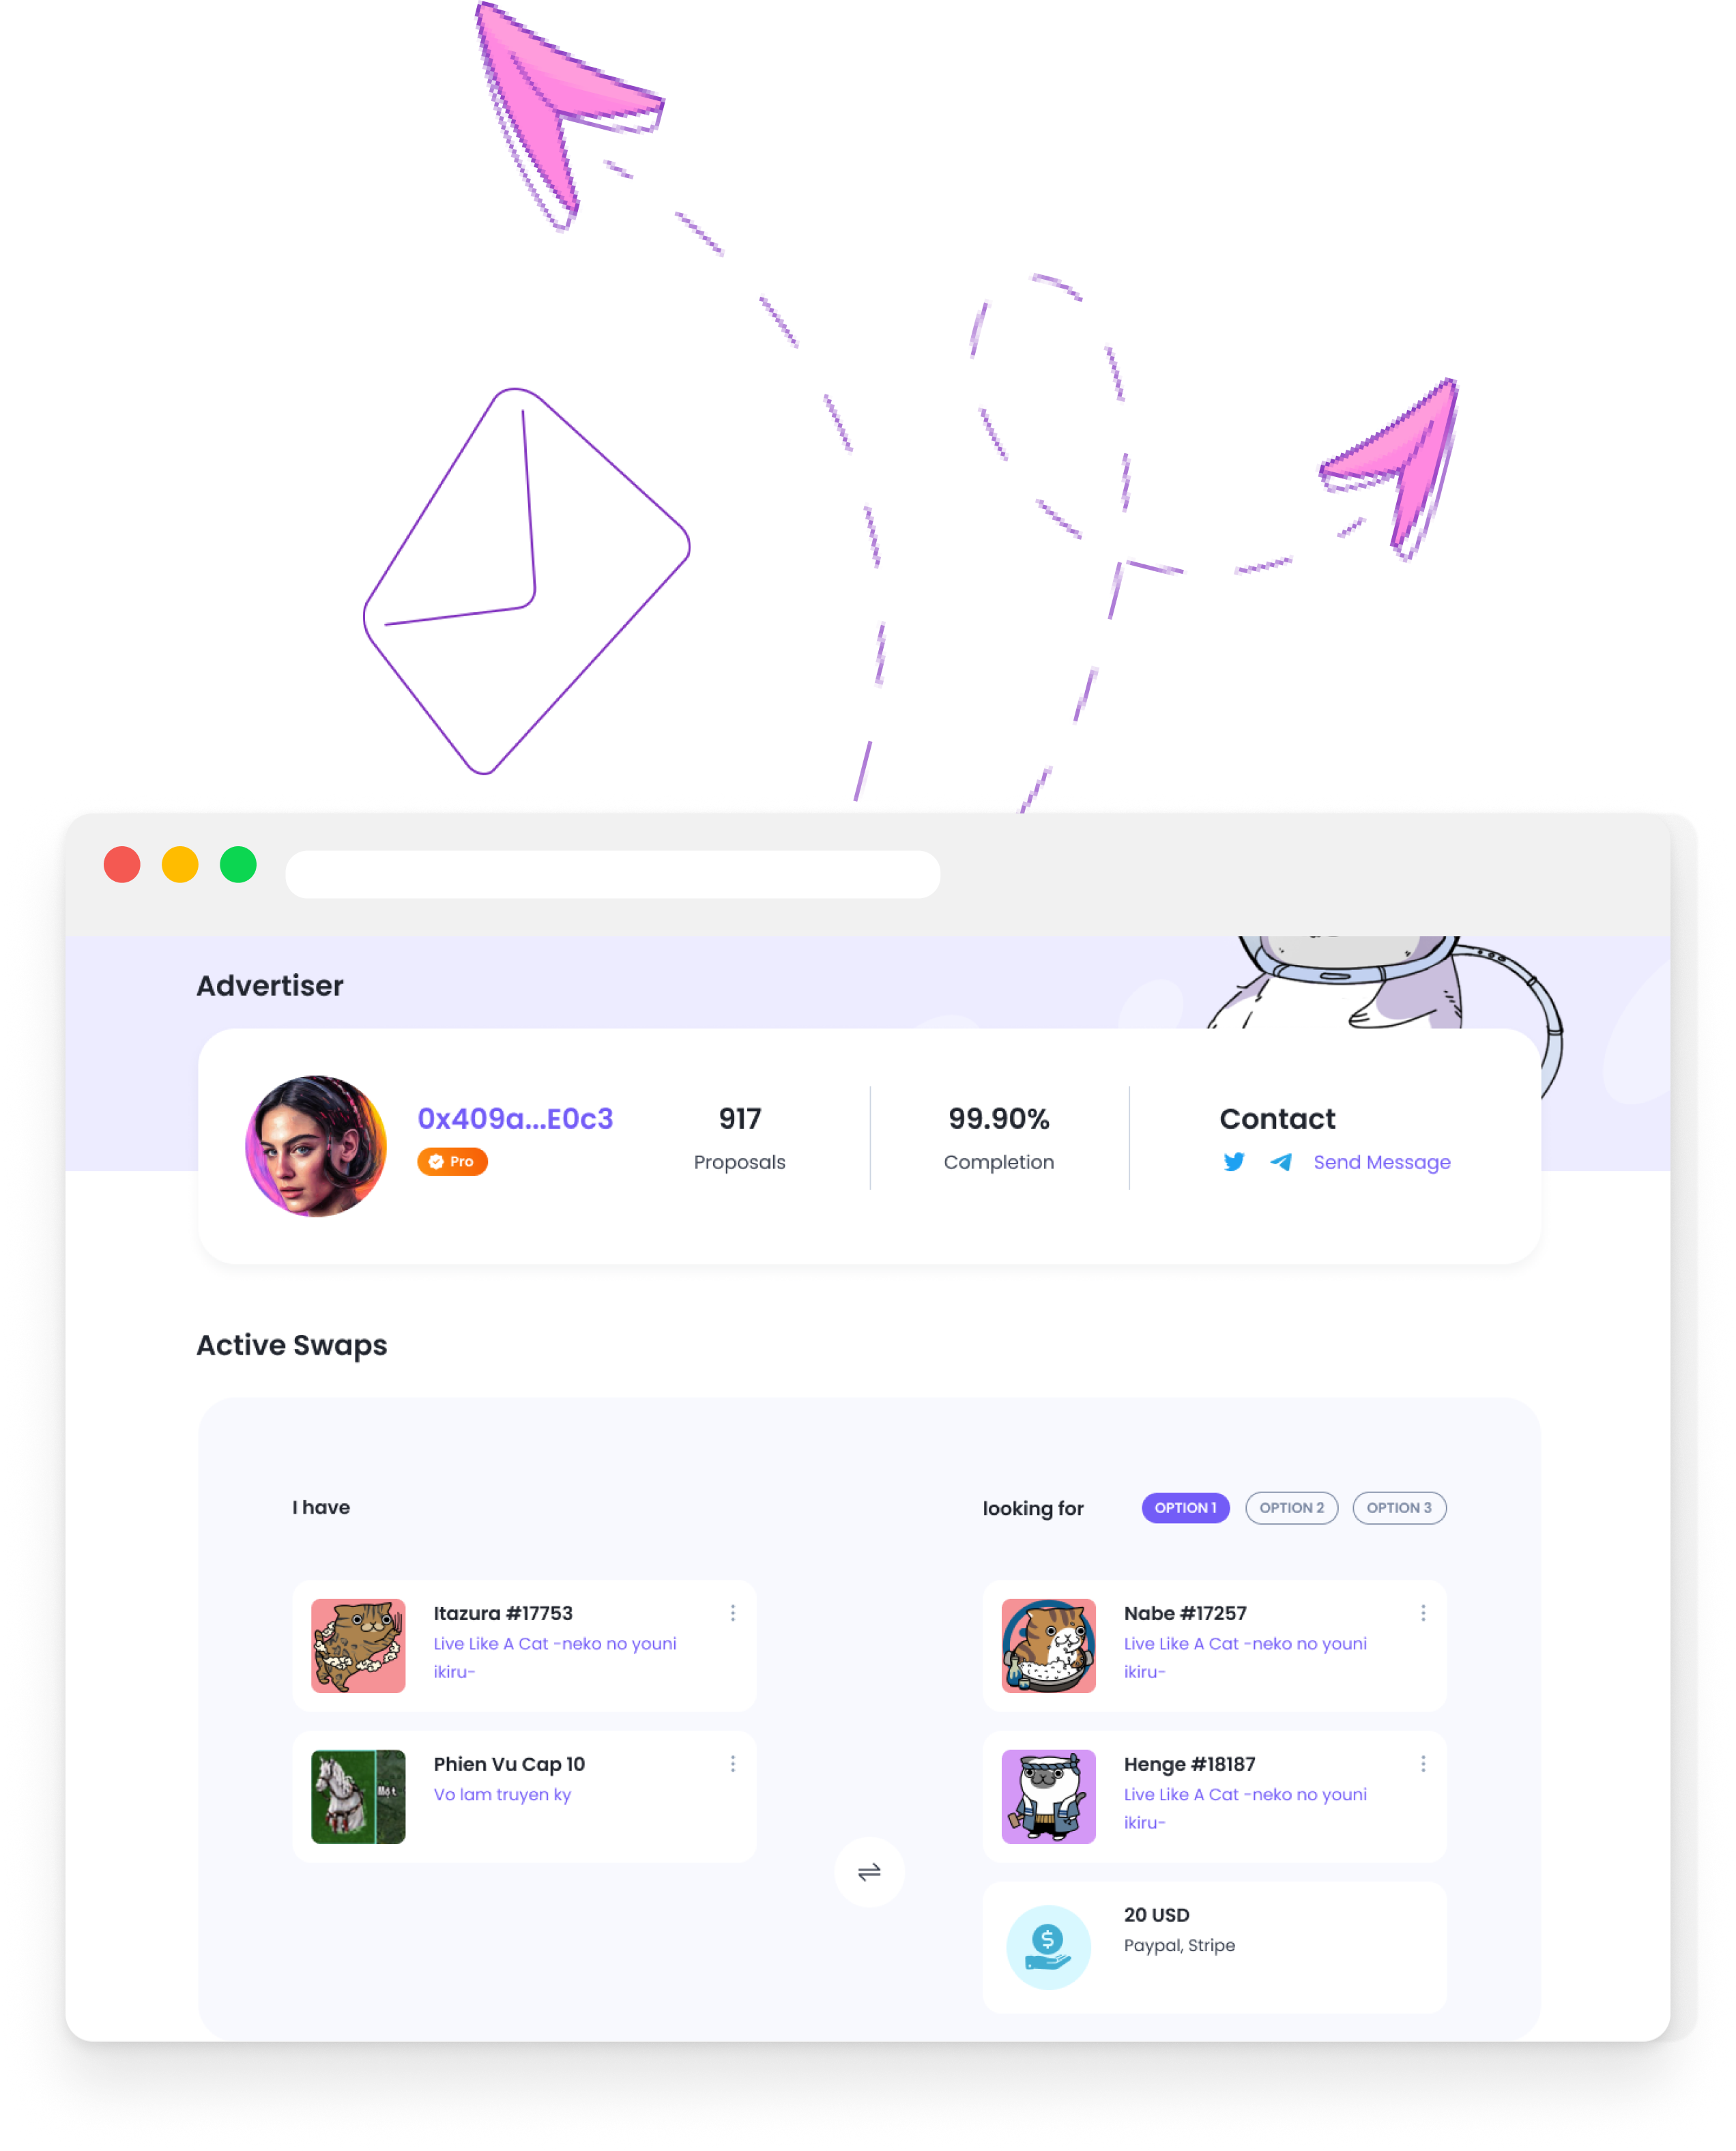 Advertiser
0x409a...E0c3
Pro
917
Proposals
99.90%
Completion
Contact
Send Message
Active Swaps
I have
looking for
OPTION 1
OPTION 2
OPTION 3
Itazura #17753
Live Like A Cat -neko no youni
ikiru-
Phien Vu Cap 10
Vo lam truyen ky
Một
Nabe #17257
Live Like A Cat -neko no youni
ikiru-
Henge #18187
Live Like A Cat -neko no youni
ikiru-
$
20 USD
Paypal, Stripe